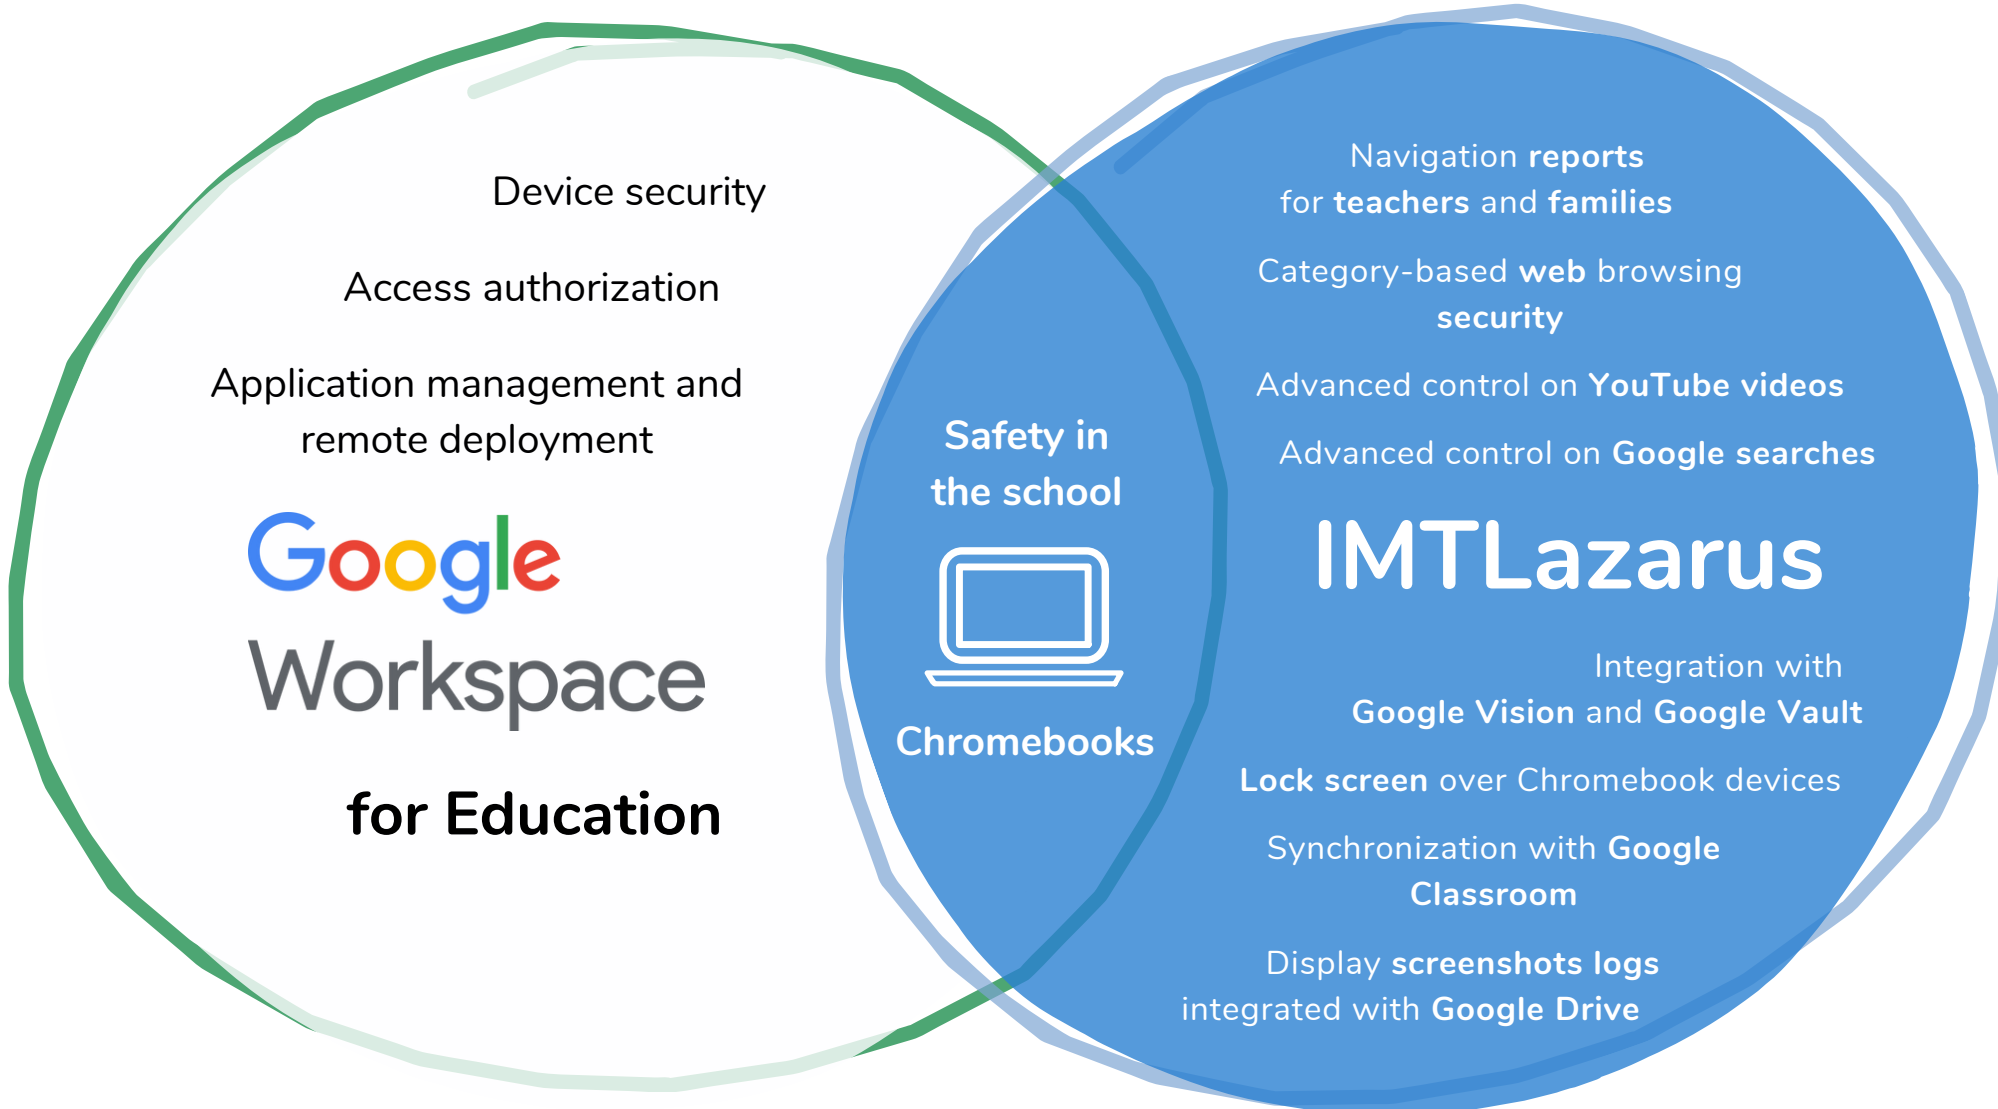 Device security
Access authorization
Application management and
remote deployment
Google
Workspace
for Education
Safety in
the school
Chromebooks
Navigation reports
for teachers and families
Category-based web browsing
security
Advanced control on YouTube videos
Advanced control on Google searches
IMTLazarus
Integration with
Google Vision and Google Vault
Lock screen over Chromebook devices
Synchronization with Google
Classroom
Display screenshots logs
integrated with Google Drive